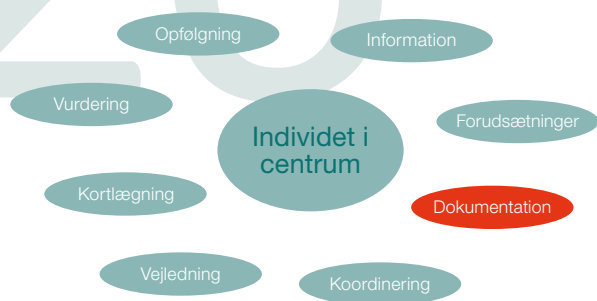 Opfølgning
Information
Vurdering
Forudsætninger
Individet i
centrum
Kortlægning
Dokumentation
Vejledning
Koordinering